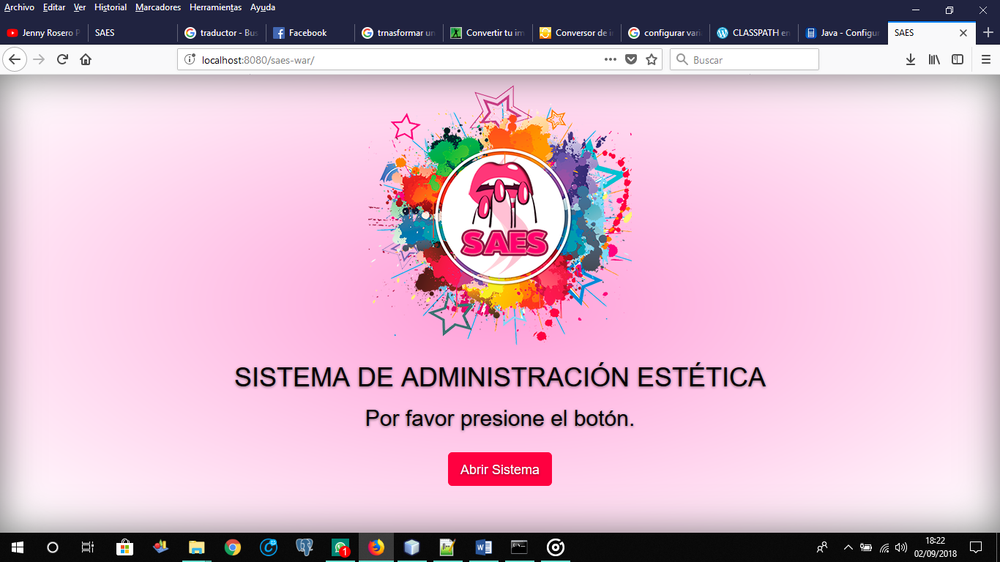 Archivo Editar Ver Historial Marcadores Herramientas Ayuda
Jenny Rosero P
SAES
traductor - Bus
Facebook
trnasformar un
Convertir tu im
Conversor de i
configurar vari
CLASSPATH en
Java - Configur
SAES
localhost:8080/saes-war/
Buscar
SAES
SISTEMA DE ADMINISTRACIÓN ESTÉTICA
Por favor presione el botón.
Abrir Sistema
1
18:22
02/09/2018